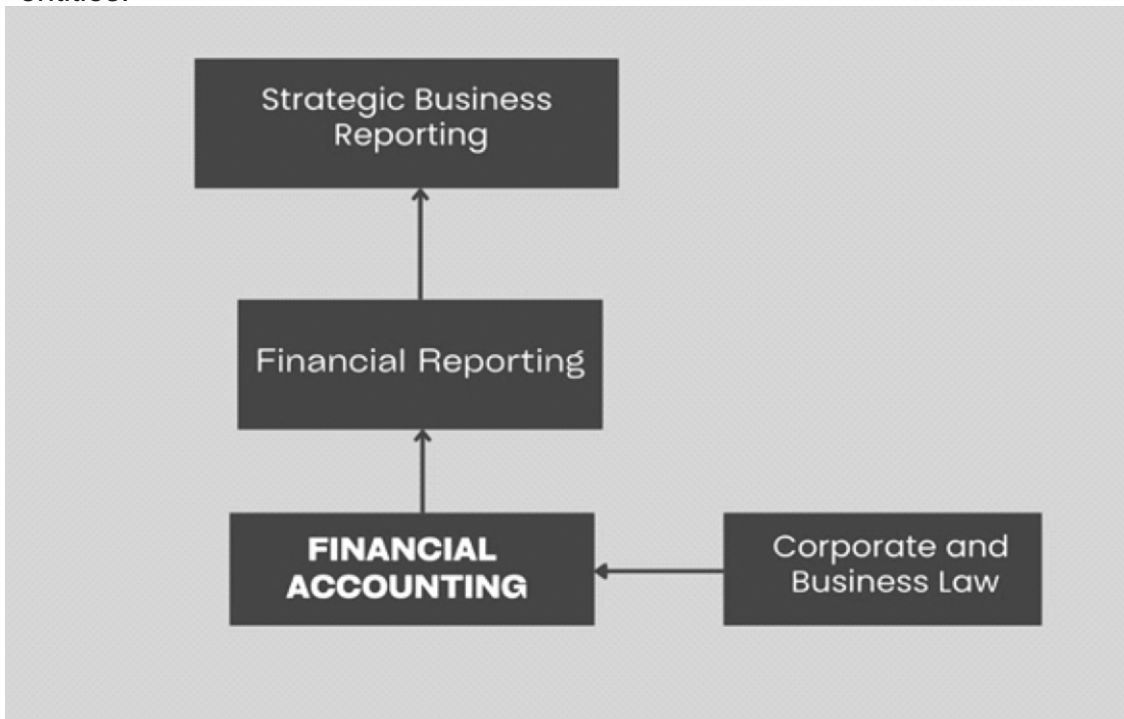 Strategic Business
Reporting
Financial Reporting
FINANCIAL
ACCOUNTING
Corporate and
Business Law